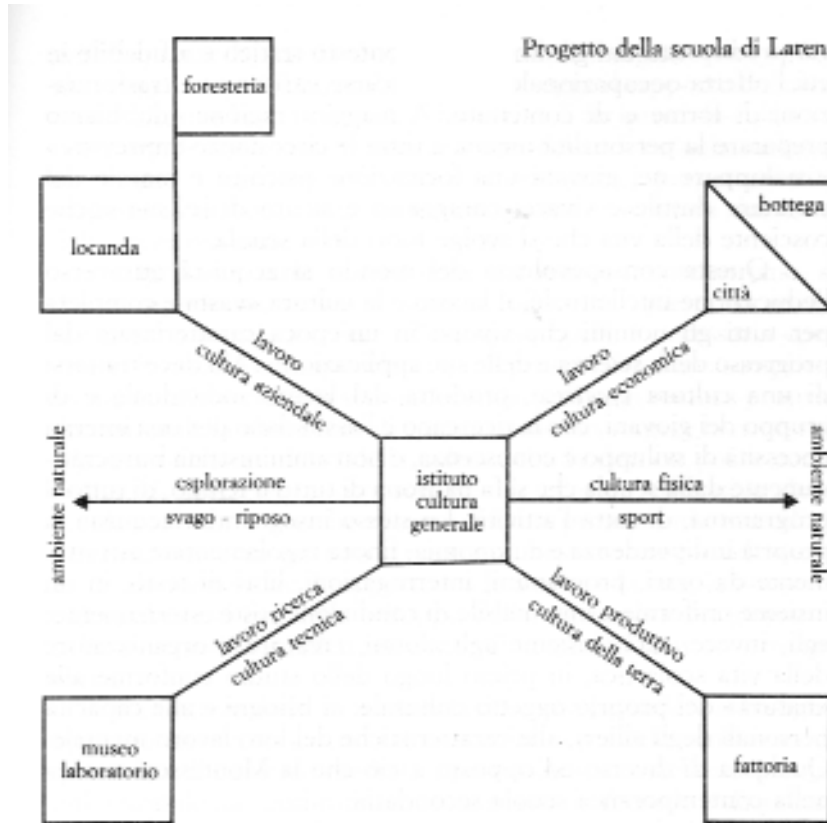 Progetto della scuola di Laren
foresteria
locanda
bottega
città
lavoro
cultura aziendale
lavoro
cultura economica
ambiente naturale
esplorazione
svago - riposo
istituto
cultura
generale
cultura fisica
sport
ambiente naturale
lavoro ricerca
cultura tecnica
lavoro produttivo
cultura della terra
museo
laboratorio
fattoria